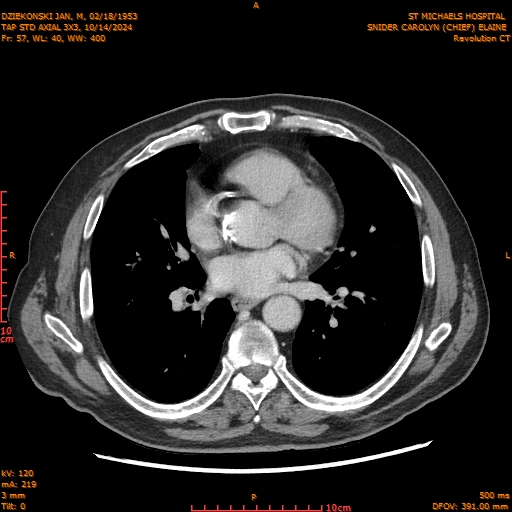 A
DZIEKONSKI JAN, M, 02/18/1953
TAP STD AXIAL 3X3, 10/14/2024
Fr: 57, WL: 40, WW: 400
ST MICHAELS HOSPITAL
SNIDER CAROLYN (CHIEF) ELAINE
Revolution CT
R
L
10
cm
kV: 120
mA: 219
3 mm
Tilt: 0
P
10cm
500 ms
DFOV: 391.00 mm